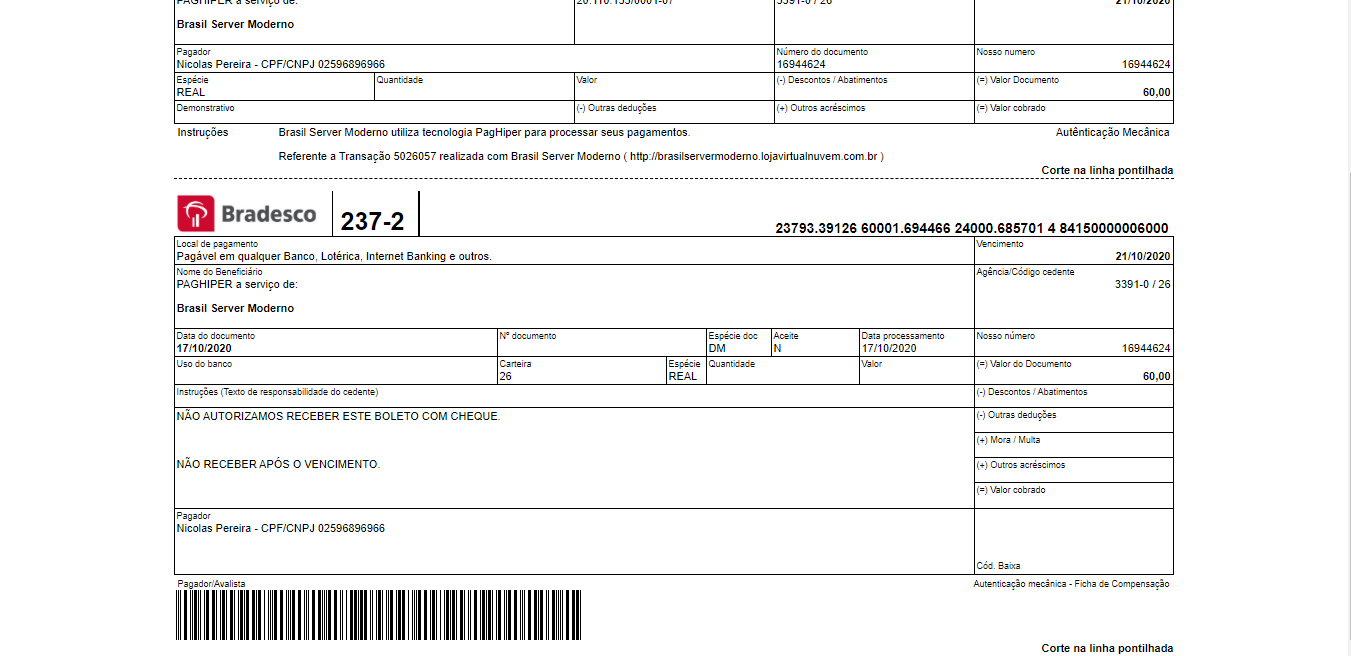 PAGHIPER a serviço de: 20.110.133/0001-07 3391-0 / 26 21/10/2020
Brasil Server Moderno
Pagador Número do documento Nosso numero
Nicolas Pereira - CPF/CNPJ 02596896966 16944624 16944624
Espécie Quantidade Valor (-) Descontos / Abatimentos (=) Valor Documento
REAL 60,00
Demonstrativo (-) Outras deduções (+) Outros acréscimos (=) Valor cobrado
Instruções Brasil Server Moderno utiliza tecnologia PagHiper para processar seus pagamentos. Autênticação Mecânica
Referente a Transação 5026057 realizada com Brasil Server Moderno ( http://brasilservermoderno.lojavirtualnuvem.com.br )
Corte na linha pontilhada
Bradesco 237-2 23793.39126 60001.694466 24000.685701 4 84150000006000
Local de pagamento Vencimento
Pagável em qualquer Banco, Lotérica, Internet Banking e outros. 21/10/2020
Nome do Beneficiário Agência/Código cedente
PAGHIPER a serviço de: 3391-0 / 26
Brasil Server Moderno
Data do documento Nº documento Espécie doc Aceite Data processamento Nosso número
17/10/2020 DM N 17/10/2020 16944624
Uso do banco Carteira Espécie Quantidade Valor (=) Valor do Documento
26 REAL 60,00
Instruções (Texto de responsabilidade do cedente) (-) Descontos / Abatimentos
NÃO AUTORIZAMOS RECEBER ESTE BOLETO COM CHEQUE. (-) Outras deduções
(+) Mora / Multa
NÃO RECEBER APÓS O VENCIMENTO. (+) Outros acréscimos
(=) Valor cobrado
Pagador
Nicolas Pereira - CPF/CNPJ 02596896966
Cód. Baixa
Pagador/Avalista Autenticação mecânica - Ficha de Compensação
Corte na linha pontilhada